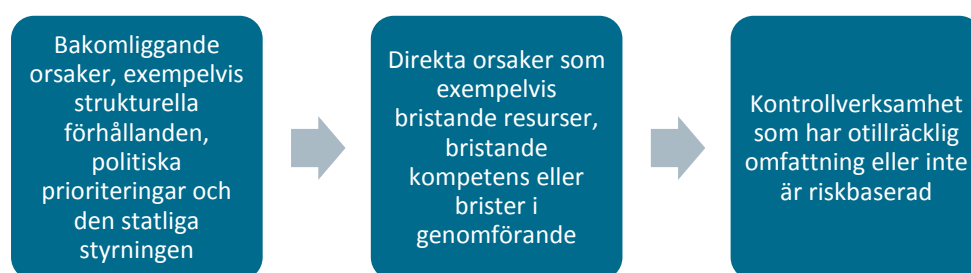 Bakomliggande
orsaker, exempelvis
strukturella
förhållanden,
politiska
prioriteringar och
den statliga
styrningen
Direkta orsaker som
exempelvis
bristande resurser,
bristande
kompetens eller
brister i
genomförande
Kontrollverksamhet
som har otillräcklig
omfattning eller inte
är riskbaserad